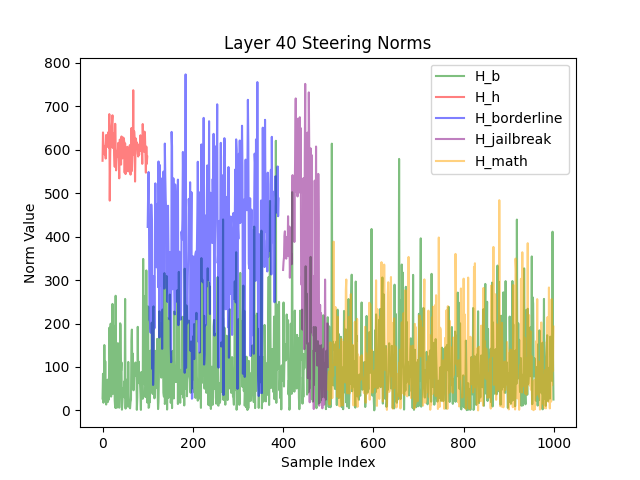 Layer 40 Steering Norms
Norm Value
800
700
600
500
400
300
200
100
0
0
200
400
600
800
1000
Sample Index
H_b
H_h
H_borderline
H_jailbreak
H_math